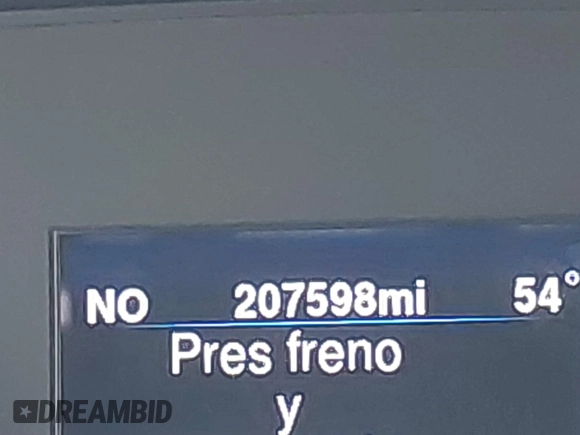 NO 207598mi 54°
Pres freno
y
DREAMBID